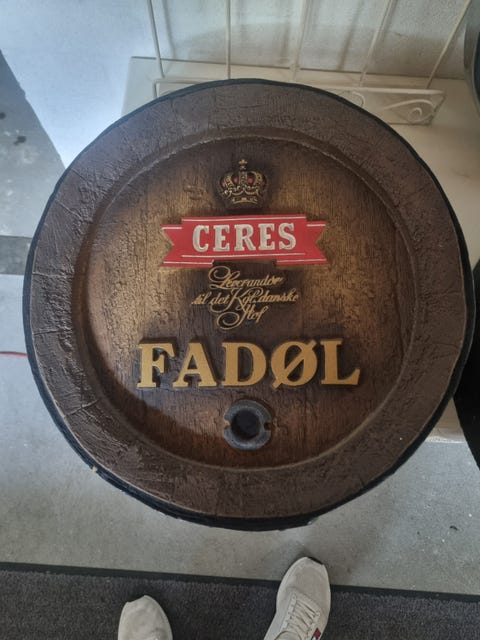 CERES
Leverandør
til det Kgl. danske
Hof
FADØL